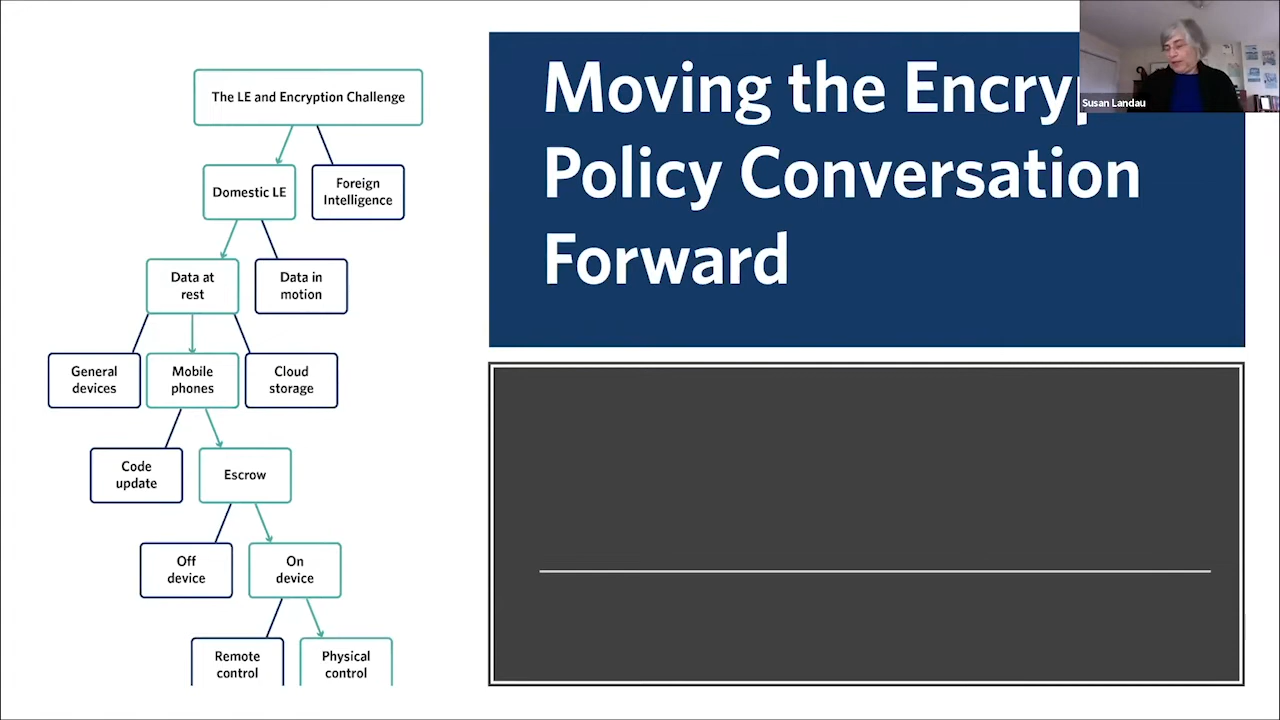 The LE and Encryption Challenge
Domestic LE
Foreign
Intelligence
Data at
rest
Data in
motion
General
devices
Mobile
phones
Cloud
storage
Code
update
Escrow
Off
device
On
device
Remote
control
Physical
control
Moving the Encryp
Policy Conversation
Forward
Susan Landau